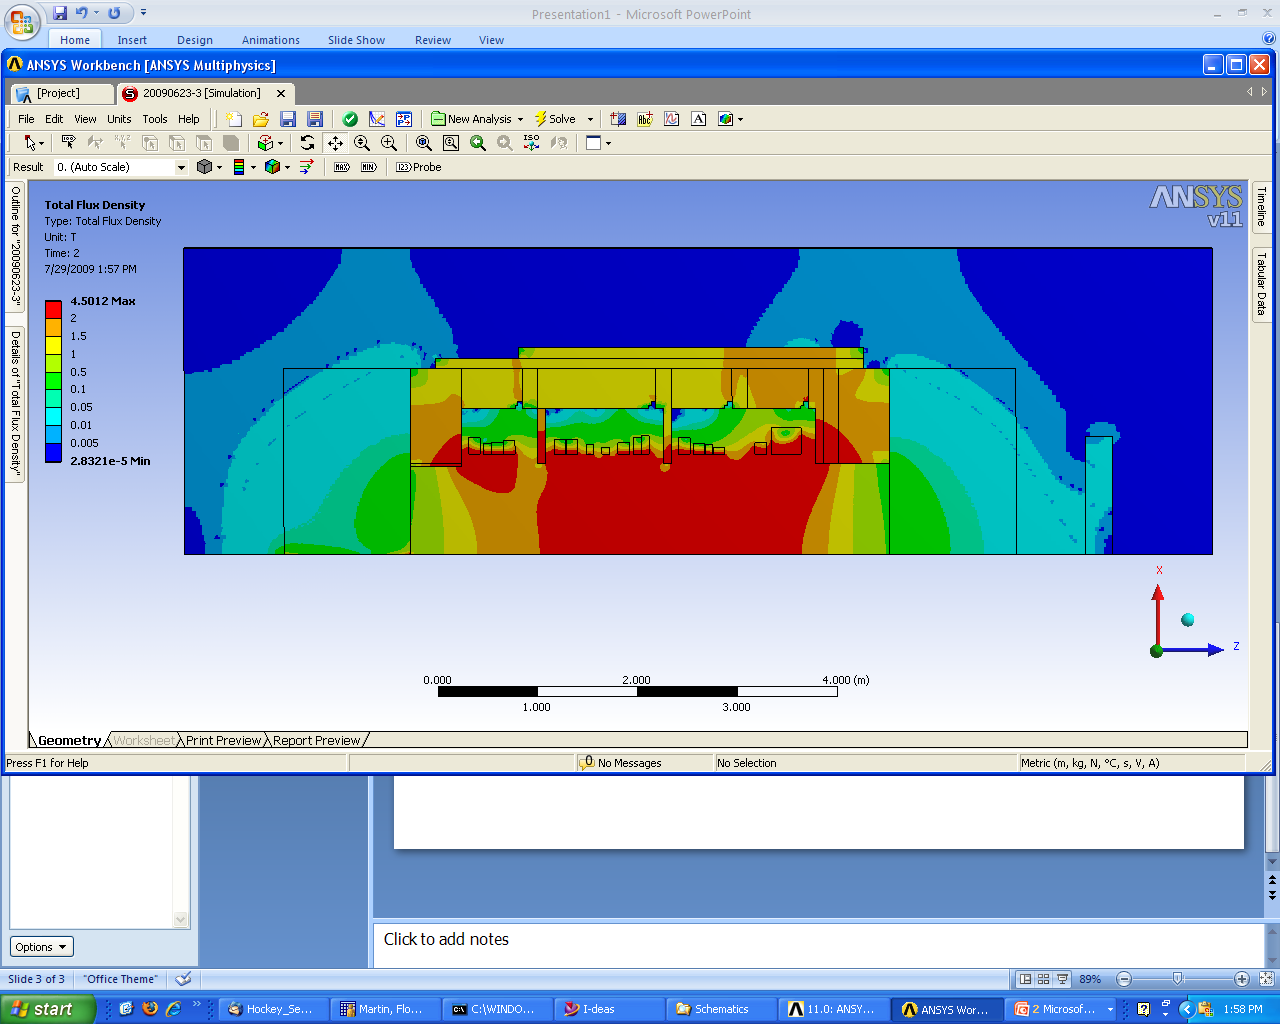 Presentation1 - Microsoft PowerPoint
Home Insert Design Animations Slide Show Review View
ANSYS Workbench [ANSYS Multiphysics]
[Project] 20090623-3 [Simulation]
File Edit View Units Tools Help New Analysis Solve
ISO
Result 0. (Auto Scale) MAX MIN 123 Probe
Outline for "20090623-3"
Details of "Total Flux Density"
Total Flux Density
Type: Total Flux Density
Unit: T
Time: 2
7/29/2009 1:57 PM
4.5012 Max
2
1.5
1
0.5
0.1
0.05
0.01
0.005
2.8321e-5 Min
ANSYS
v11
Timeline
Tabular Data
X
Z
0.000 2.000 4.000 (m)
1.000 3.000
Geometry Worksheet Print Preview Report Preview
Press F1 for Help 0 No Messages No Selection Metric (m, kg, N, °C, s, V, A)
Click to add notes
Options
Slide 3 of 3 "Office Theme" 89%
start Hockey_Se... Martin, Flo... C:\WINDO... I-deas Schematics 11.0: ANSY... ANSYS Wor... 2 Microsof... 1:58 PM